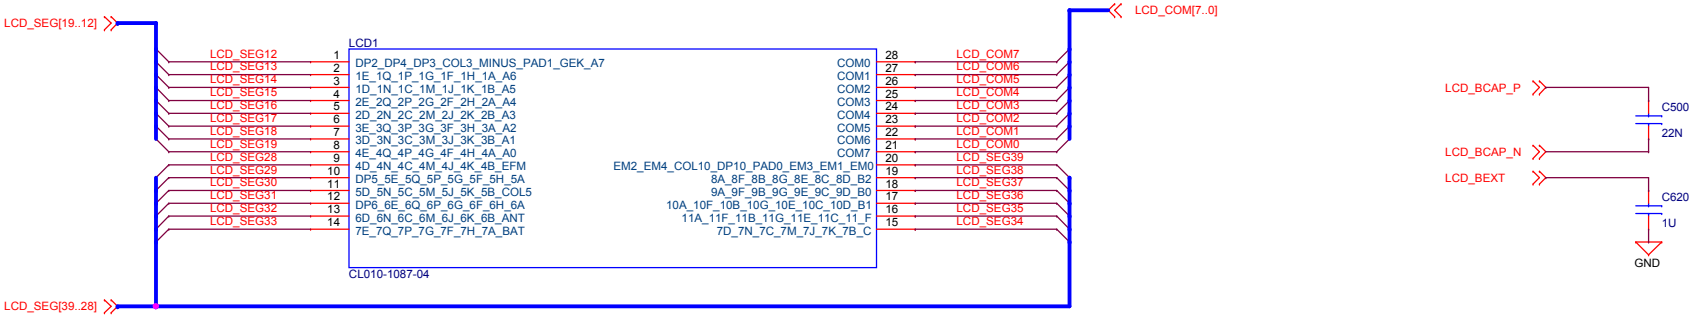 LCD_SEG[19..12]
LCD_COM[7..0]
LCD1
LCD_SEG12 1 DP2_DP4_DP3_COL3_MINUS_PAD1_GEK_A7 COM0 28 LCD_COM7
LCD_SEG13 2 1E_1Q_1P_1G_1F_1H_1A_A6 COM1 27 LCD_COM6
LCD_SEG14 3 1D_1N_1C_1M_1J_1K_1B_A5 COM2 26 LCD_COM5
LCD_SEG15 4 2E_2Q_2P_2G_2F_2H_2A_A4 COM3 25 LCD_COM4
LCD_SEG16 5 2D_2N_2C_2M_2J_2K_2B_A3 COM4 24 LCD_COM3
LCD_SEG17 6 3E_3Q_3P_3G_3F_3H_3A_A2 COM5 23 LCD_COM2
LCD_SEG18 7 3D_3N_3C_3M_3J_3K_3B_A1 COM6 22 LCD_COM1
LCD_SEG19 8 4E_4Q_4P_4G_4F_4H_4A_A0 COM7 21 LCD_COM0
LCD_SEG28 9 4D_4N_4C_4M_4J_4K_4B_EFM EM2_EM4_COL10_DP10_PAD0_EM3_EM1_EM0 20 LCD_SEG39
LCD_SEG29 10 DP5_5E_5Q_5P_5G_5F_5H_5A 8A_8F_8B_8G_8E_8C_8D_B2 19 LCD_SEG38
LCD_SEG30 11 5D_5N_5C_5M_5J_5K_5B_COL5 9A_9F_9B_9G_9E_9C_9D_B0 18 LCD_SEG37
LCD_SEG31 12 DP6_6E_6Q_6P_6G_6F_6H_6A 10A_10F_10B_10G_10E_10C_10D_B1 17 LCD_SEG36
LCD_SEG32 13 6D_6N_6C_6M_6J_6K_6B_ANT 11A_11F_11B_11G_11E_11C_11_F 16 LCD_SEG35
LCD_SEG33 14 7E_7Q_7P_7G_7F_7H_7A_BAT 7D_7N_7C_7M_7J_7K_7B_C 15 LCD_SEG34
CL010-1087-04
LCD_SEG[39..28]
LCD_BCAP_P
C500
22N
LCD_BCAP_N
LCD_BEXT
C620
1U
GND